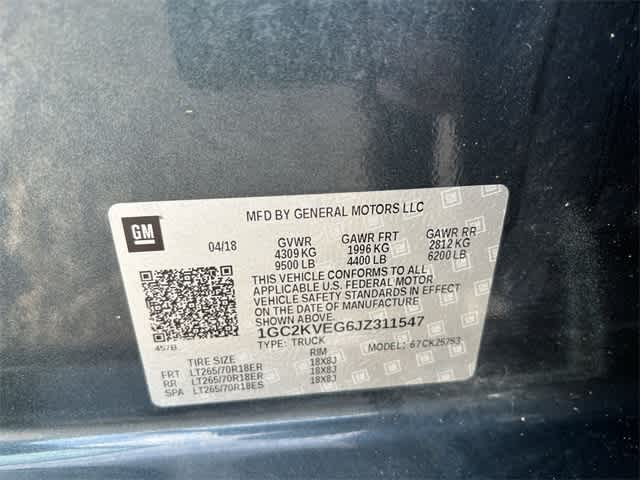 MFD BY GENERAL MOTORS LLC
GM
04/18 GVWR GAWR FRT GAWR RR
4309 KG 1996 KG 2812 KG
9500 LB 4400 LB 6200 LB
THIS VEHICLE CONFORMS TO ALL
APPLICABLE U.S. FEDERAL MOTOR
VEHICLE SAFETY STANDARDS IN EFFECT
ON THE DATE OF MANUFACTURE
SHOWN ABOVE.
1GC2KVEG6JZ311547
457B TYPE: TRUCK MODEL: 67CK25753
TIRE SIZE RIM
FRT LT265/70R18ER 18X8J
RR LT265/70R18ER 18X8J
SPA LT265/70R18ES 18X8J